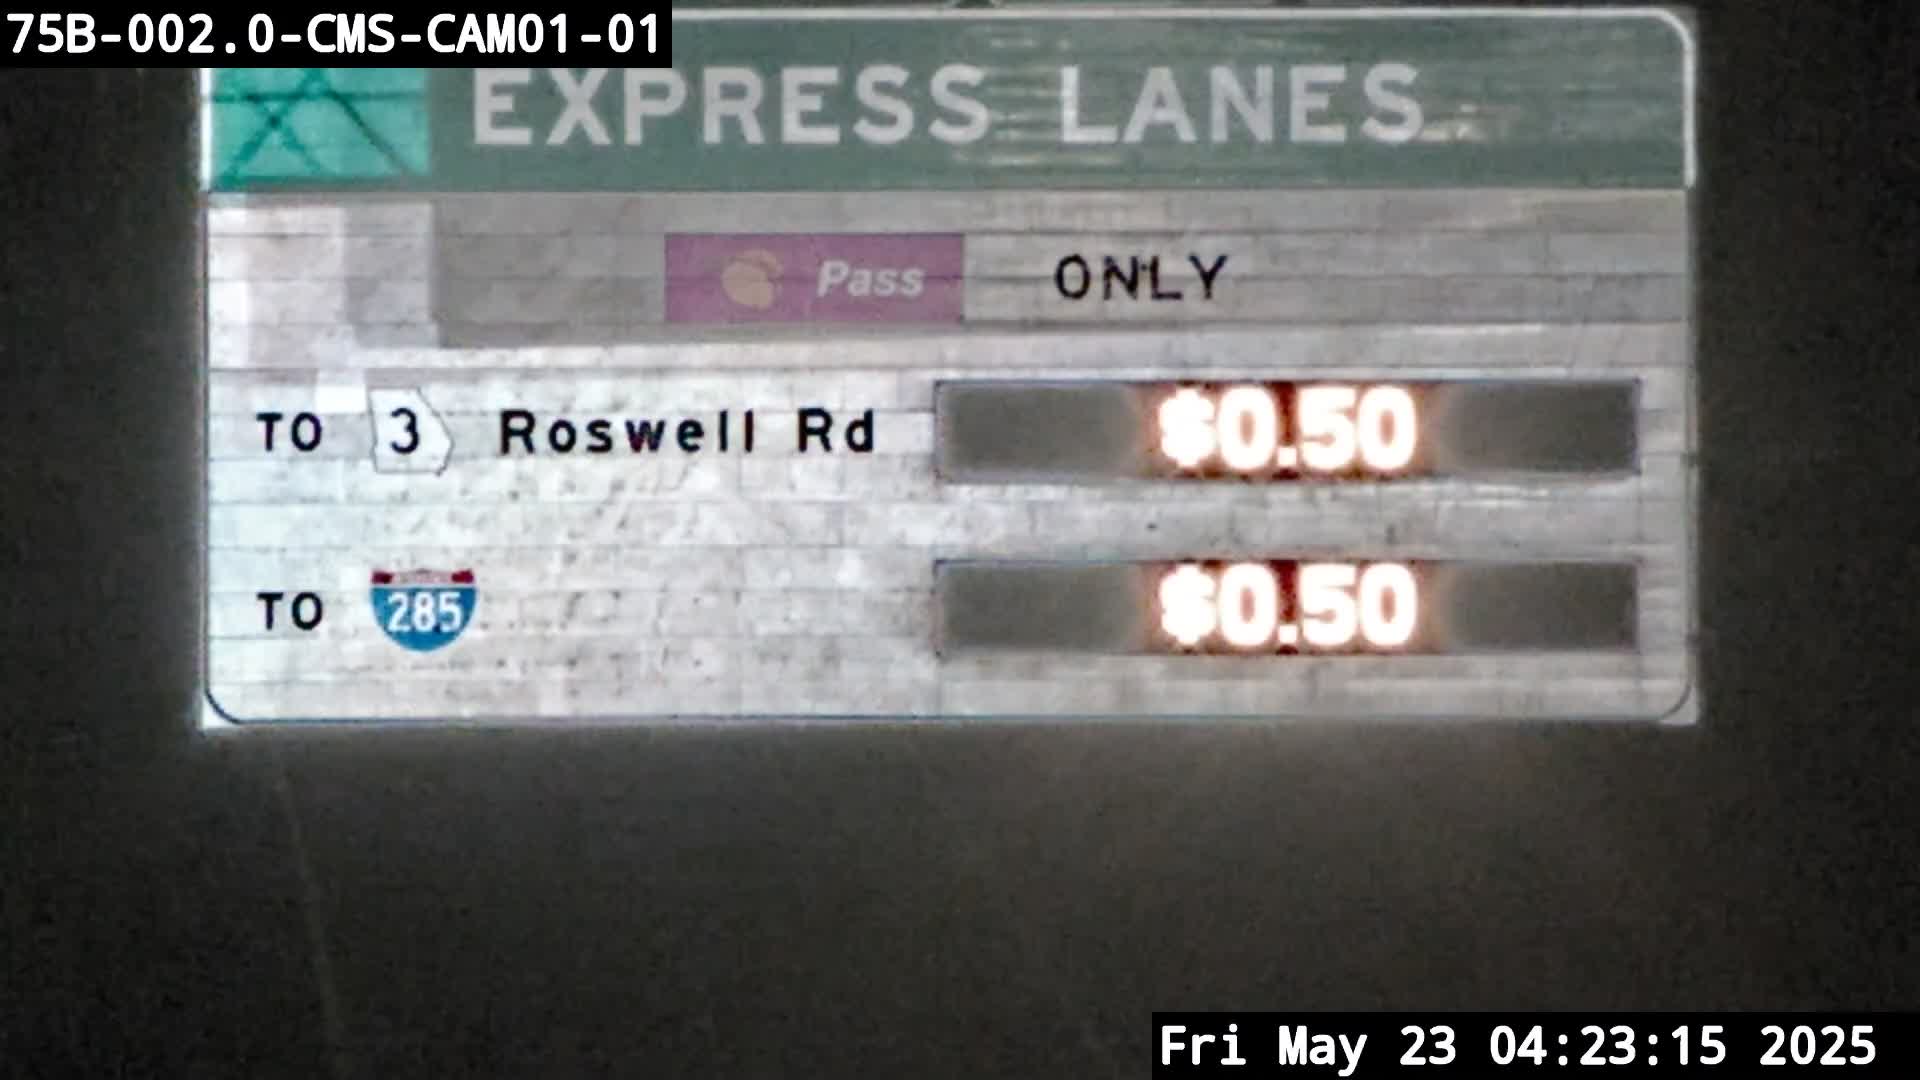 75B-002.0-CMS-CAM01-01
EXPRESS LANES
Pass ONLY
TO 3 Roswell Rd $0.50
TO 285 $0.50
Fri May 23 04:23:15 2025